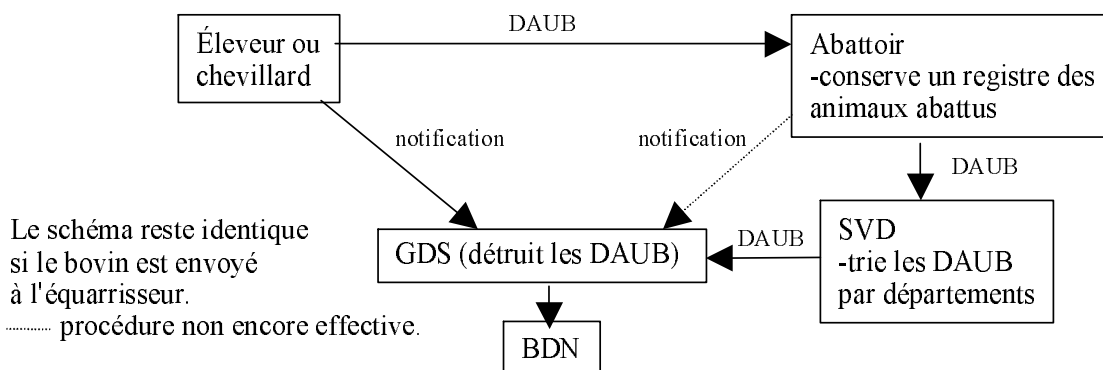 DAUB
Éleveur ou
chevillard
Abattoir
-conserve un registre des
animaux abattus
notification
notification
DAUB
Le schéma reste identique
si le bovin est envoyé
à l'équarrisseur.
procédure non encore effective.
GDS (détruit les DAUB)
DAUB
SVD
-trie les DAUB
par départements
BDN